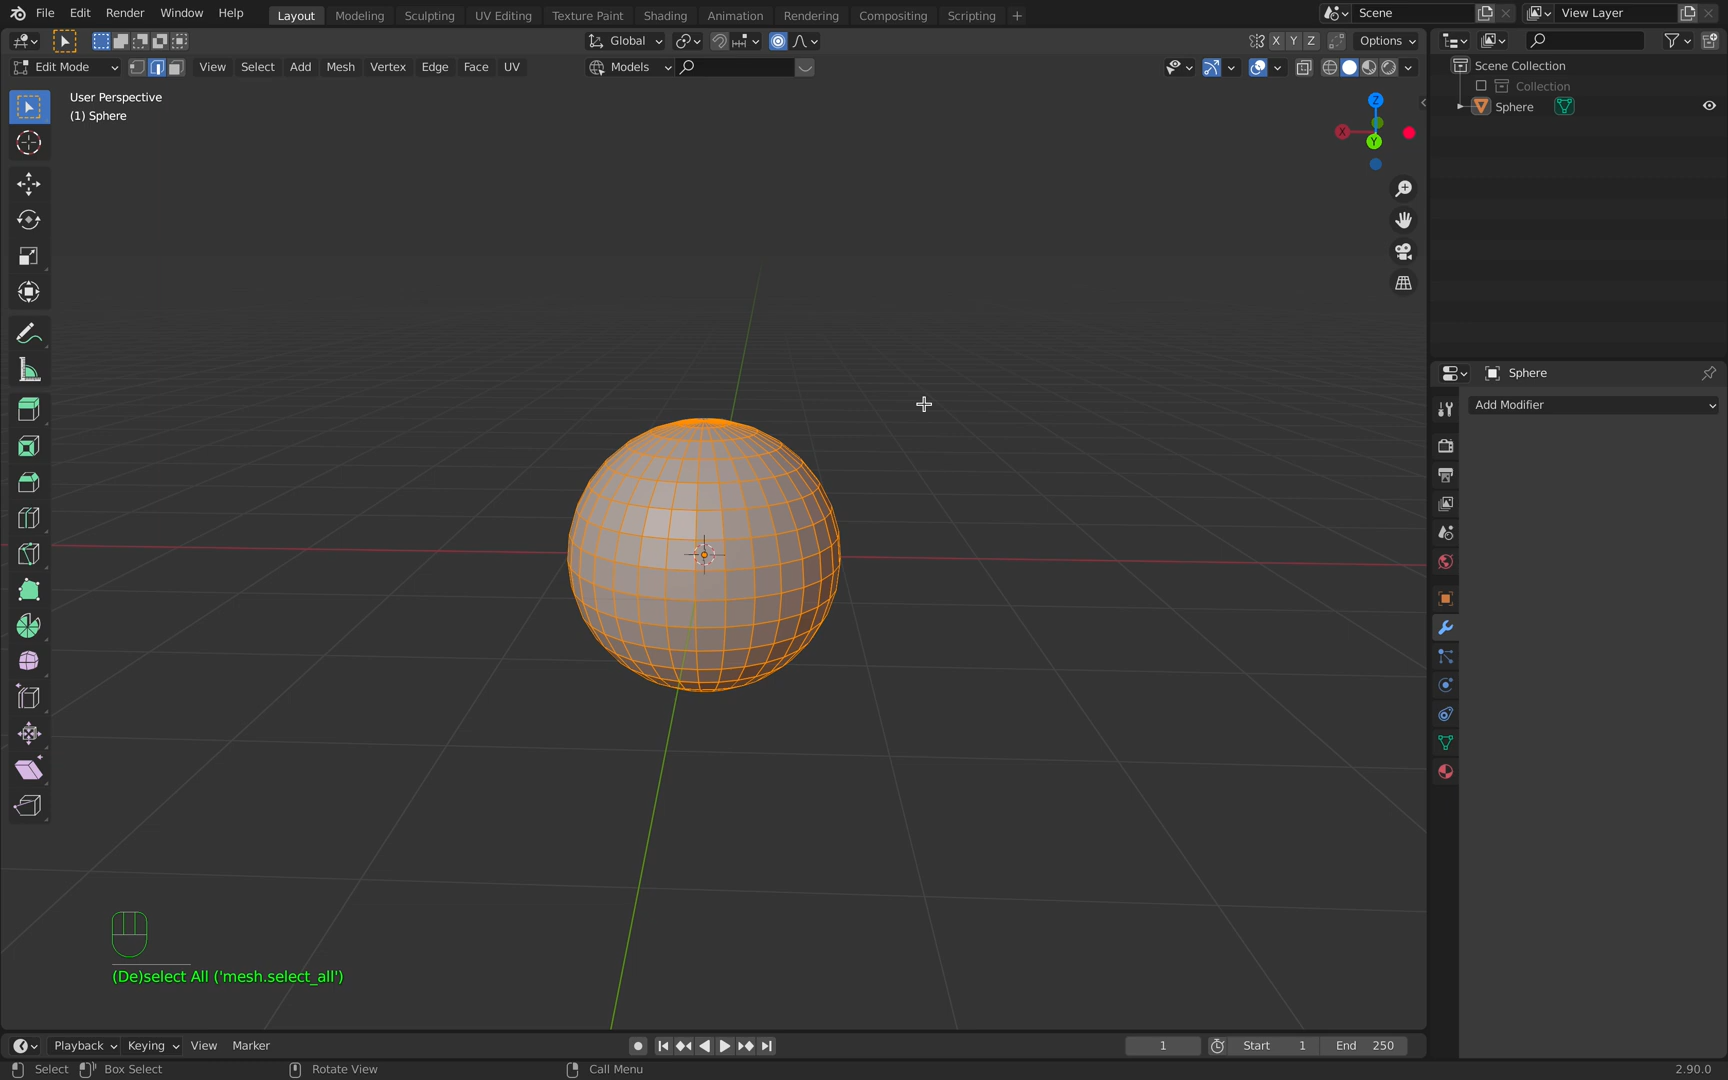 File Edit Render Window Help Layout Modeling Sculpting UV Editing Texture Paint Shading Animation Rendering Compositing Scripting + Scene View Layer
Global X Y Z Options
Edit Mode View Select Add Mesh Vertex Edge Face UV Models
User Perspective
(1) Sphere
Z
X
Y
Scene Collection
Collection
Sphere
Sphere
Add Modifier
(De)select All ('mesh.select_all')
Playback Keying View Marker 1 Start 1 End 250
Select Box Select Rotate View Call Menu 2.90.0